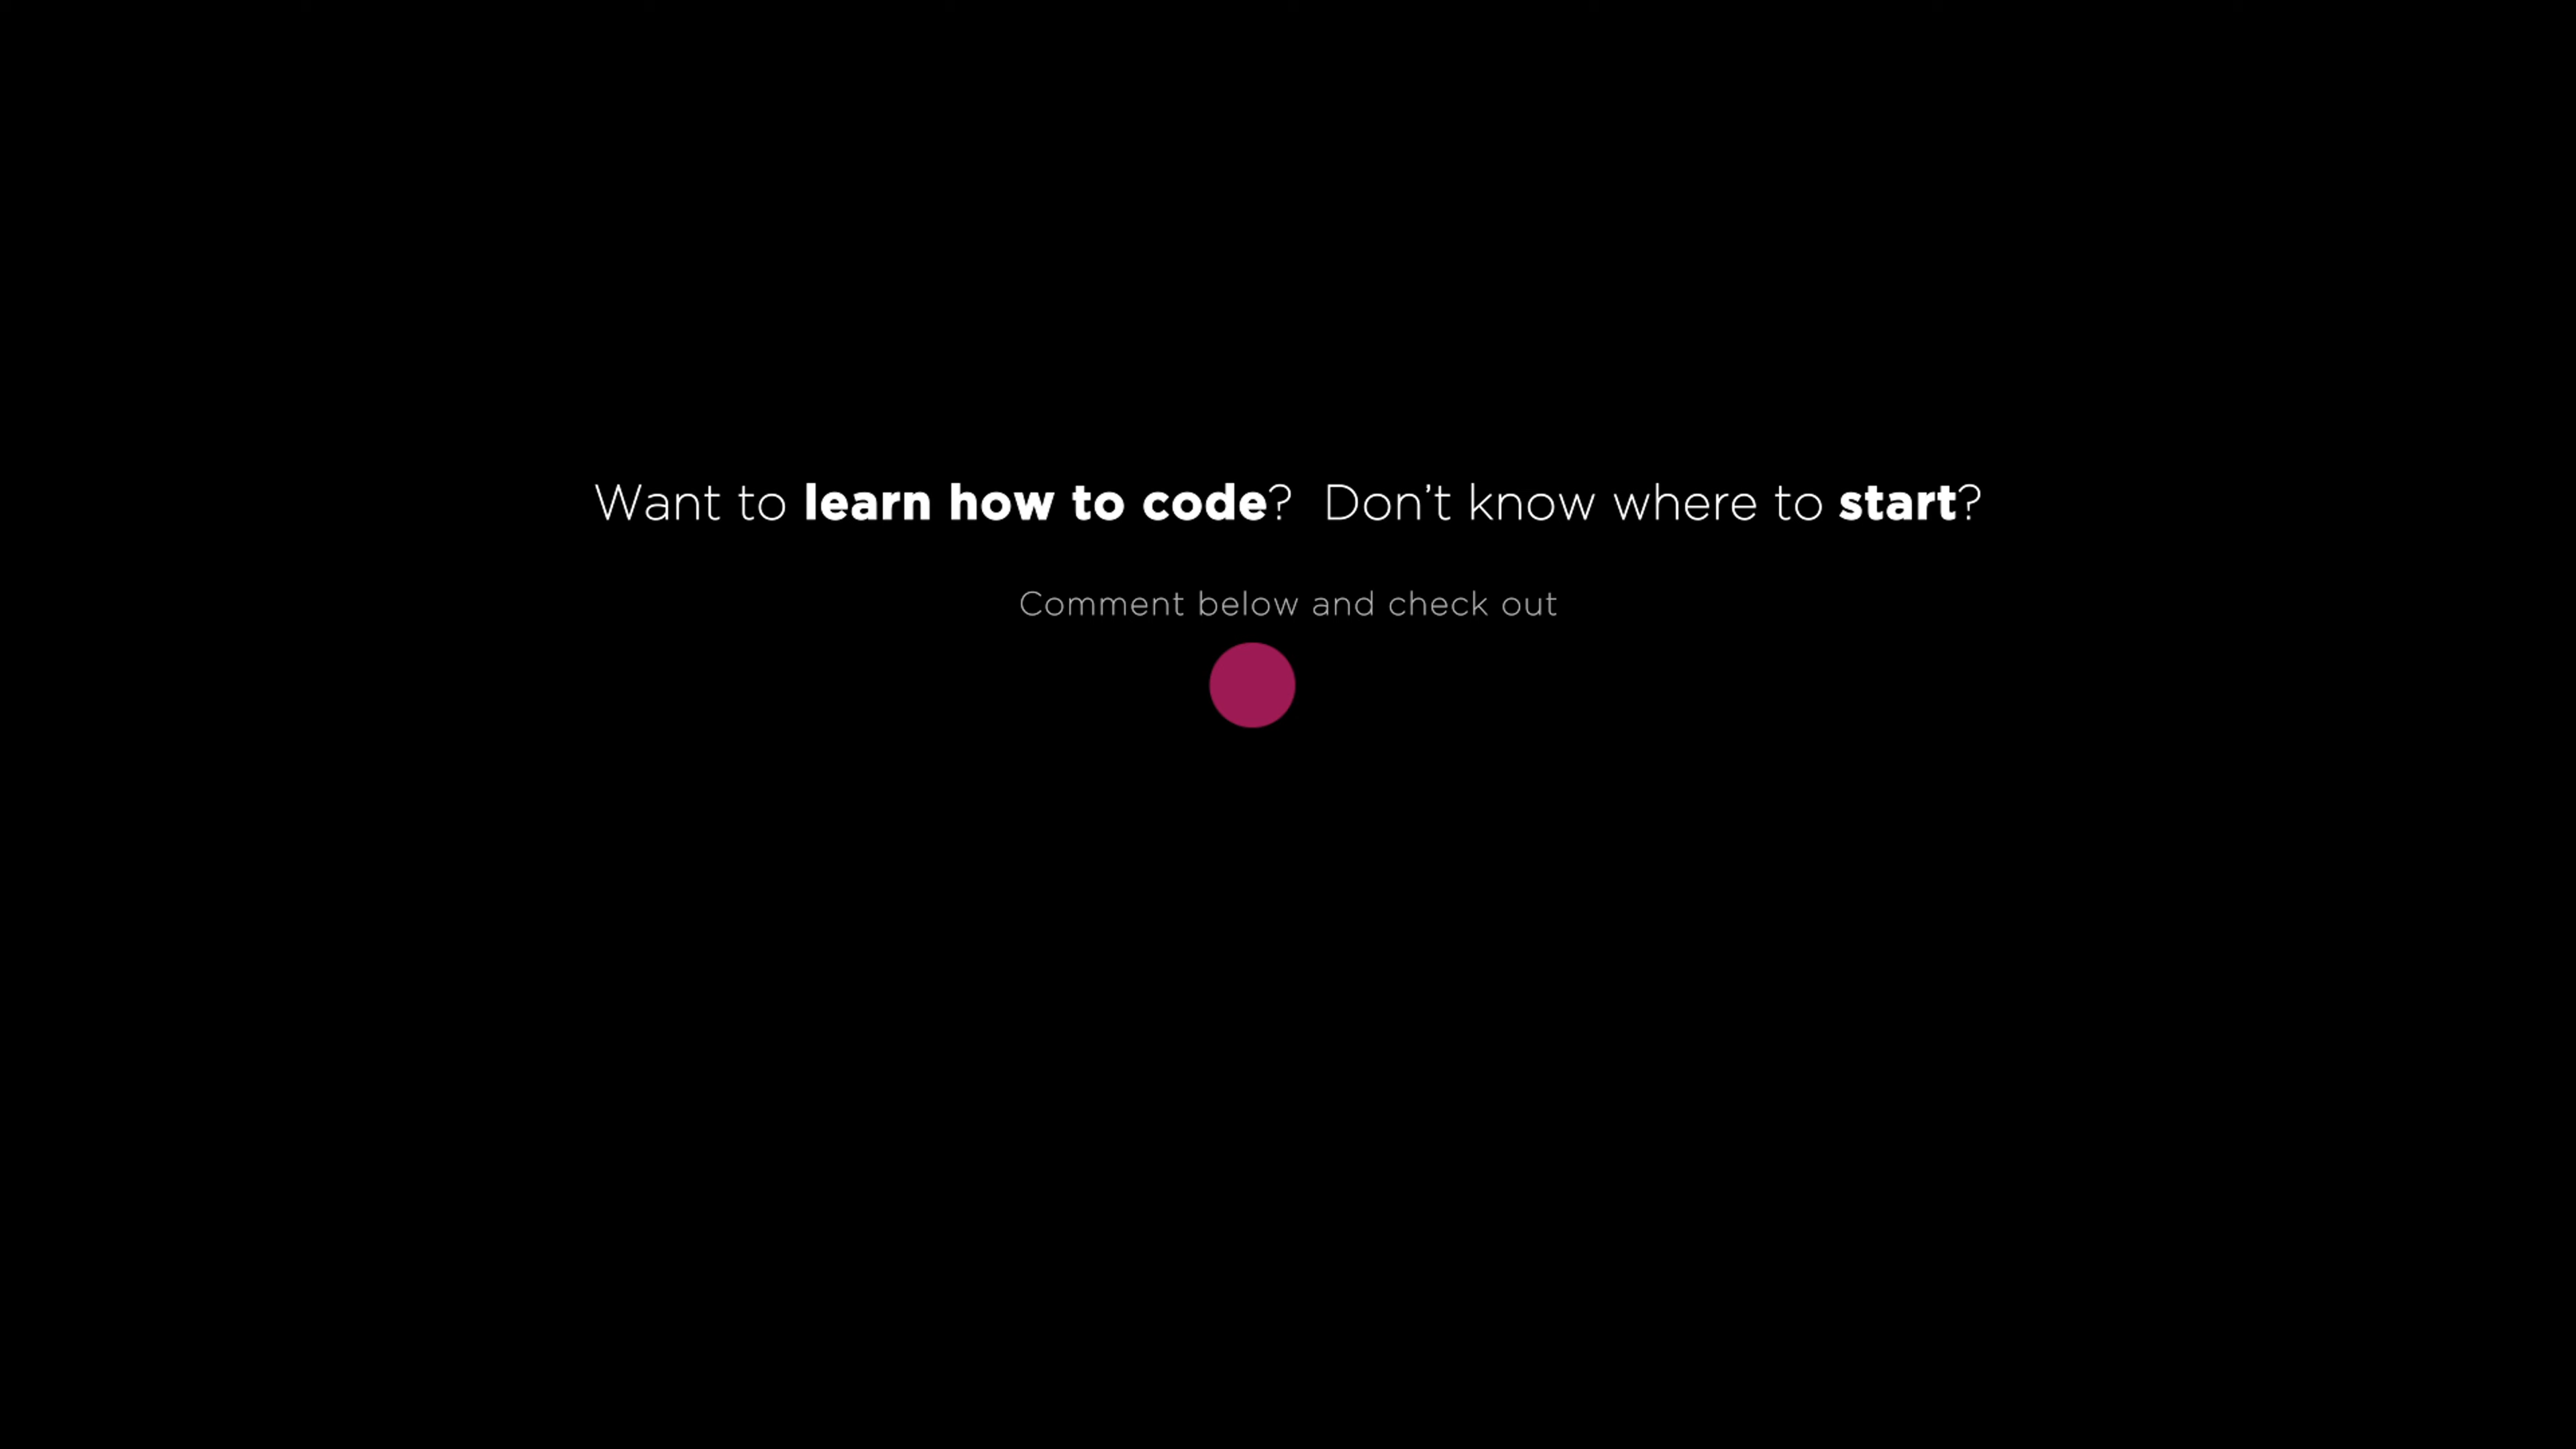 Want to learn how to code? Don't know where to start?
Comment below and check out